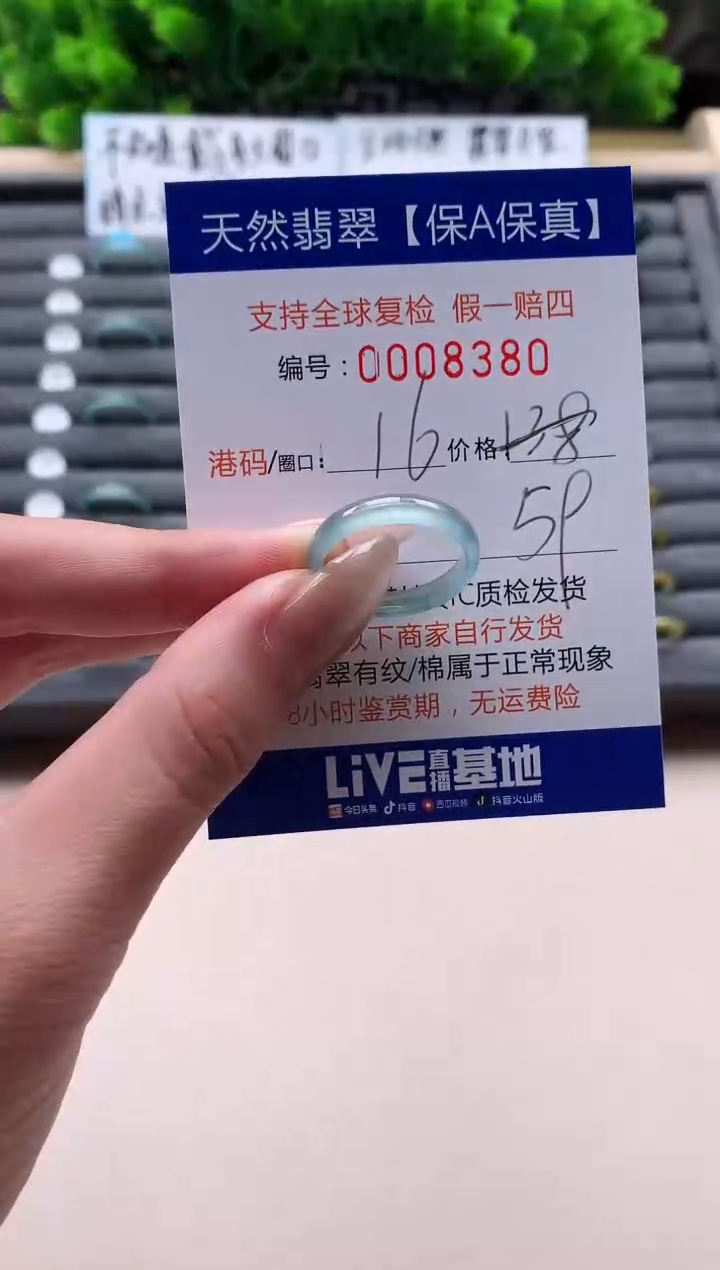 天然翡翠【保A保真】
支持全球复检 假一赔四
编号：0008380
港码/圈口：16 价格：138
59
质检发货
以下商家自行发货
翡翠有纹/棉属于正常现象
8小时鉴赏期，无运费险
LiVE直播基地
今日头条 抖音 西瓜视频 抖音火山版